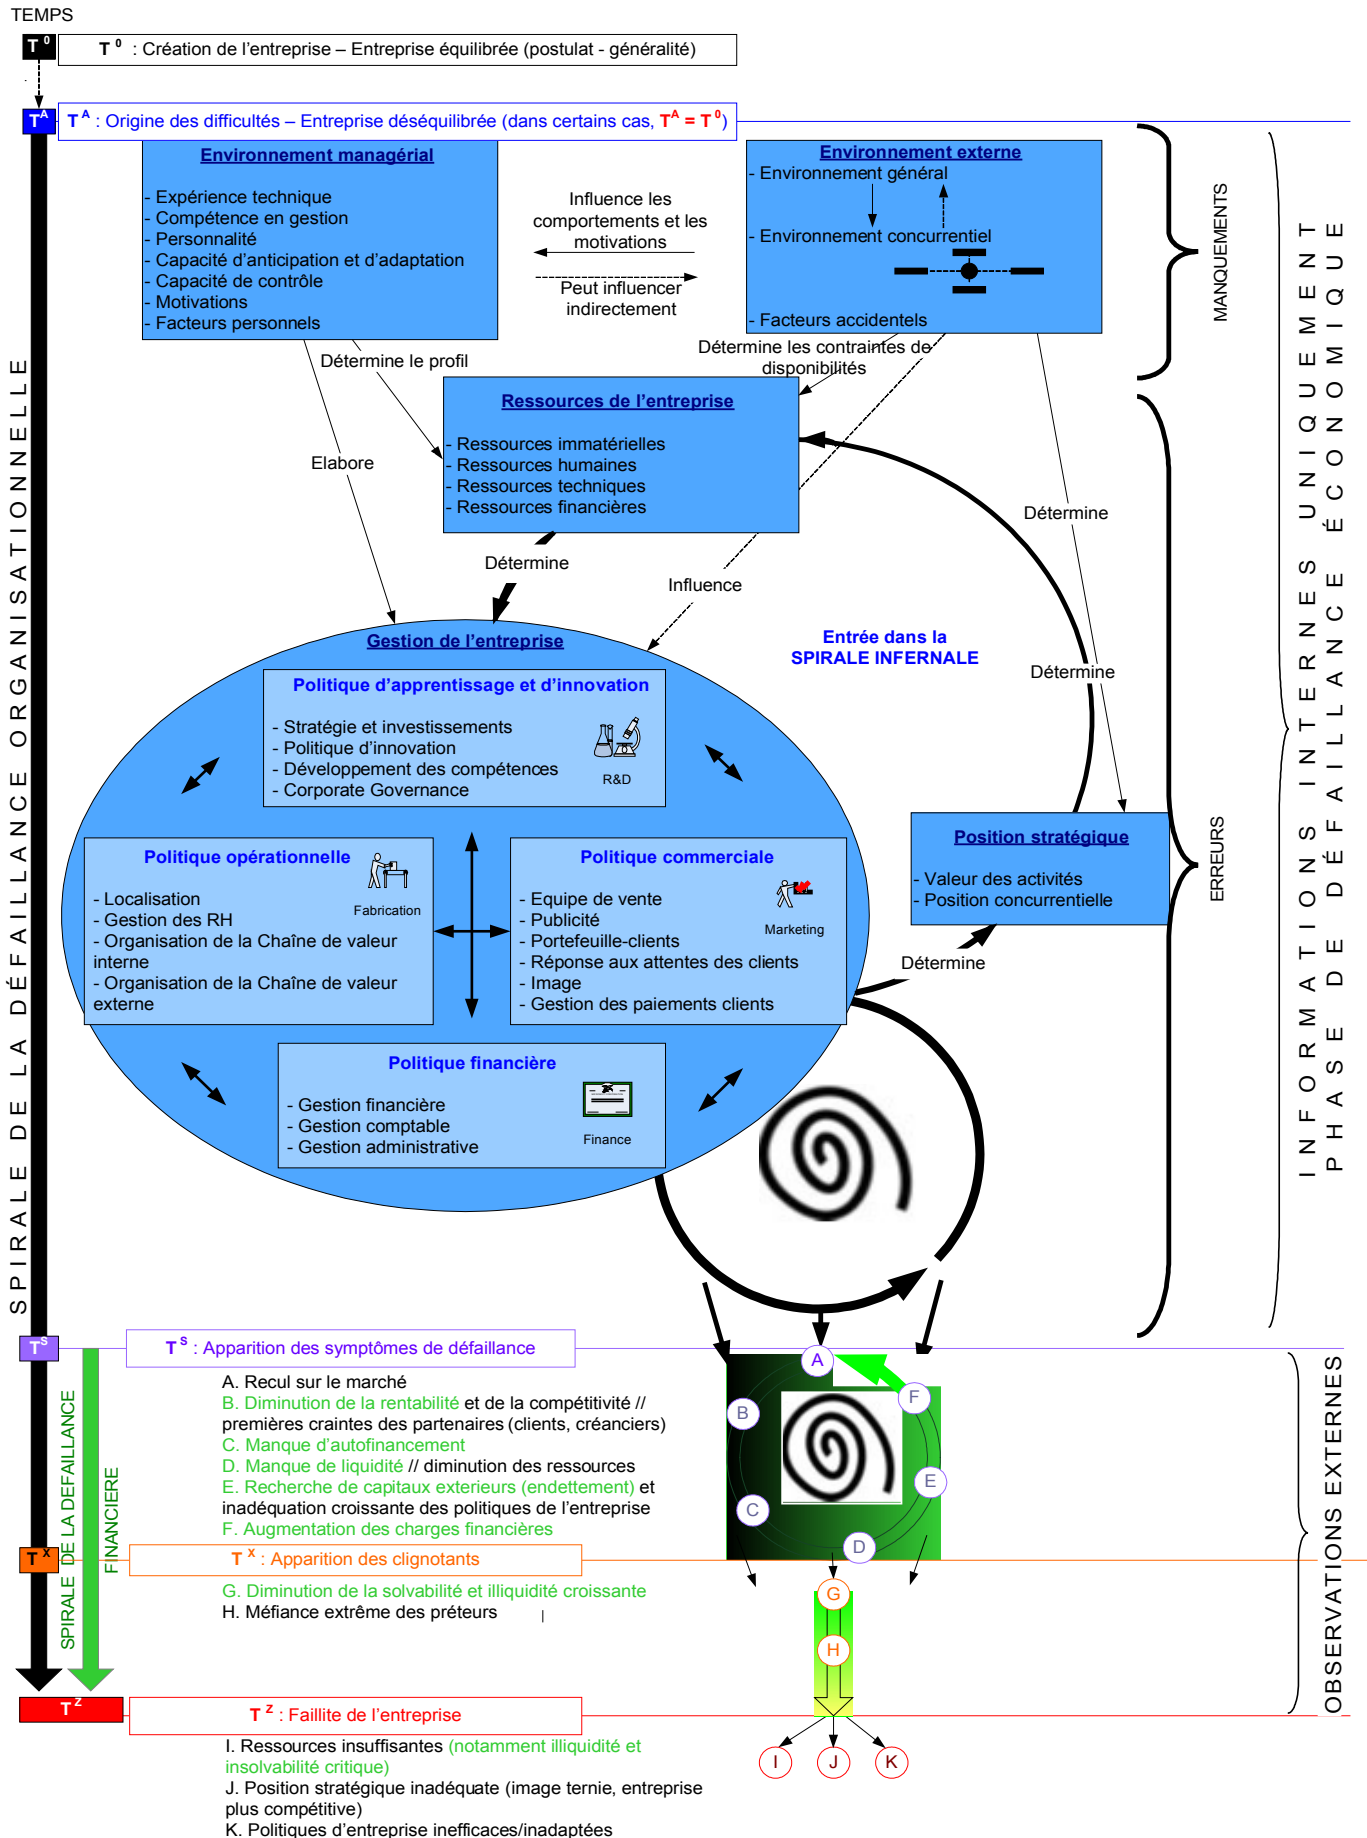 TEMPS
T 0
T 0 : Création de l'entreprise – Entreprise équilibrée (postulat - généralité)
T A
T A : Origine des difficultés – Entreprise déséquilibrée (dans certains cas, T A = T 0)
Environnement managérial
- Expérience technique
- Compétence en gestion
- Personnalité
- Capacité d'anticipation et d'adaptation
- Capacité de contrôle
- Motivations
- Facteurs personnels
Influence les
comportements et les
motivations
Peut influencer
indirectement
Environnement externe
- Environnement général
- Environnement concurrentiel
- Facteurs accidentels
MANQUEMENTS
Détermine le profil
Détermine les contraintes de
disponibilités
Ressources de l'entreprise
- Ressources immatérielles
- Ressources humaines
- Ressources techniques
- Ressources financières
Elabore
Détermine
Détermine
Influence
Entrée dans la
SPIRALE INFERNALE
Détermine
Gestion de l'entreprise
Politique d'apprentissage et d'innovation
- Stratégie et investissements
- Politique d'innovation
- Développement des compétences
- Corporate Governance
R&D
Politique opérationnelle
- Localisation
- Gestion des RH
- Organisation de la Chaîne de valeur
interne
- Organisation de la Chaîne de valeur
externe
Fabrication
Politique commerciale
- Equipe de vente
- Publicité
- Portefeuille-clients
- Réponse aux attentes des clients
- Image
- Gestion des paiements clients
Marketing
Politique financière
- Gestion financière
- Gestion comptable
- Gestion administrative
Finance
Position stratégique
- Valeur des activités
- Position concurrentielle
Détermine
ERREURS
INFORMATIONS INTERNES UNIQUEMENT
PHASE DE DÉFAILLANCE ÉCONOMIQUE
SPIRALE DE LA DÉFAILLANCE ORGANISATIONNELLE
T S
T S : Apparition des symptômes de défaillance
A. Recul sur le marché
B. Diminution de la rentabilité et de la compétitivité //
premières craintes des partenaires (clients, créanciers)
C. Manque d'autofinancement
D. Manque de liquidité // diminution des ressources
E. Recherche de capitaux exterieurs (endettement) et
inadéquation croissante des politiques de l'entreprise
F. Augmentation des charges financières
A
B
C
D
E
F
SPIRALE DE LA DEFAILLANCE
FINANCIERE
T X
T X : Apparition des clignotants
G. Diminution de la solvabilité et illiquidité croissante
H. Méfiance extrême des préteurs
G
H
OBSERVATIONS EXTERNES
T Z
T Z : Faillite de l'entreprise
I. Ressources insuffisantes (notamment illiquidité et
insolvabilité critique)
J. Position stratégique inadéquate (image ternie, entreprise
plus compétitive)
K. Politiques d'entreprise inefficaces/inadaptées
I
J
K